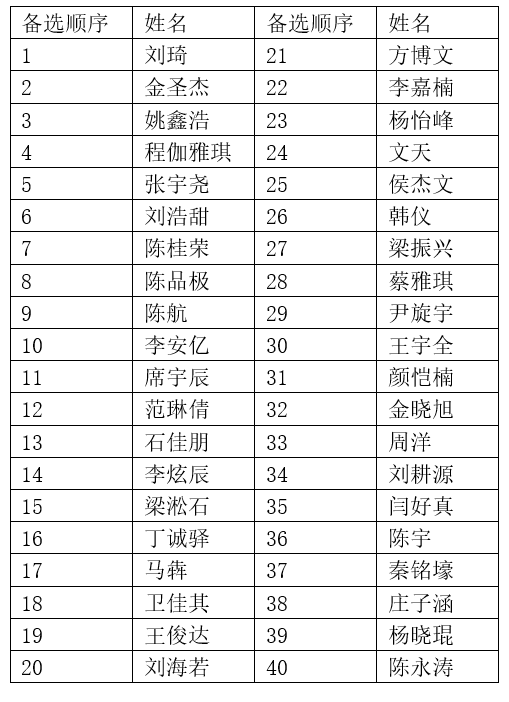 备选顺序 姓名 备选顺序 姓名
1 刘琦 21 方博文
2 金圣杰 22 李嘉楠
3 姚鑫浩 23 杨怡峰
4 程伽雅琪 24 文天
5 张宇尧 25 侯杰文
6 刘浩甜 26 韩仪
7 陈桂荣 27 梁振兴
8 陈品极 28 蔡雅琪
9 陈航 29 尹旋宇
10 李安亿 30 王宇全
11 席宇辰 31 颜恺楠
12 范琳倩 32 金晓旭
13 石佳朋 33 周洋
14 李炫辰 34 刘耕源
15 梁淞石 35 闫好真
16 丁诚驿 36 陈宇
17 马犇 37 秦铭壕
18 卫佳其 38 庄子涵
19 王俊达 39 杨晓琨
20 刘海若 40 陈永涛